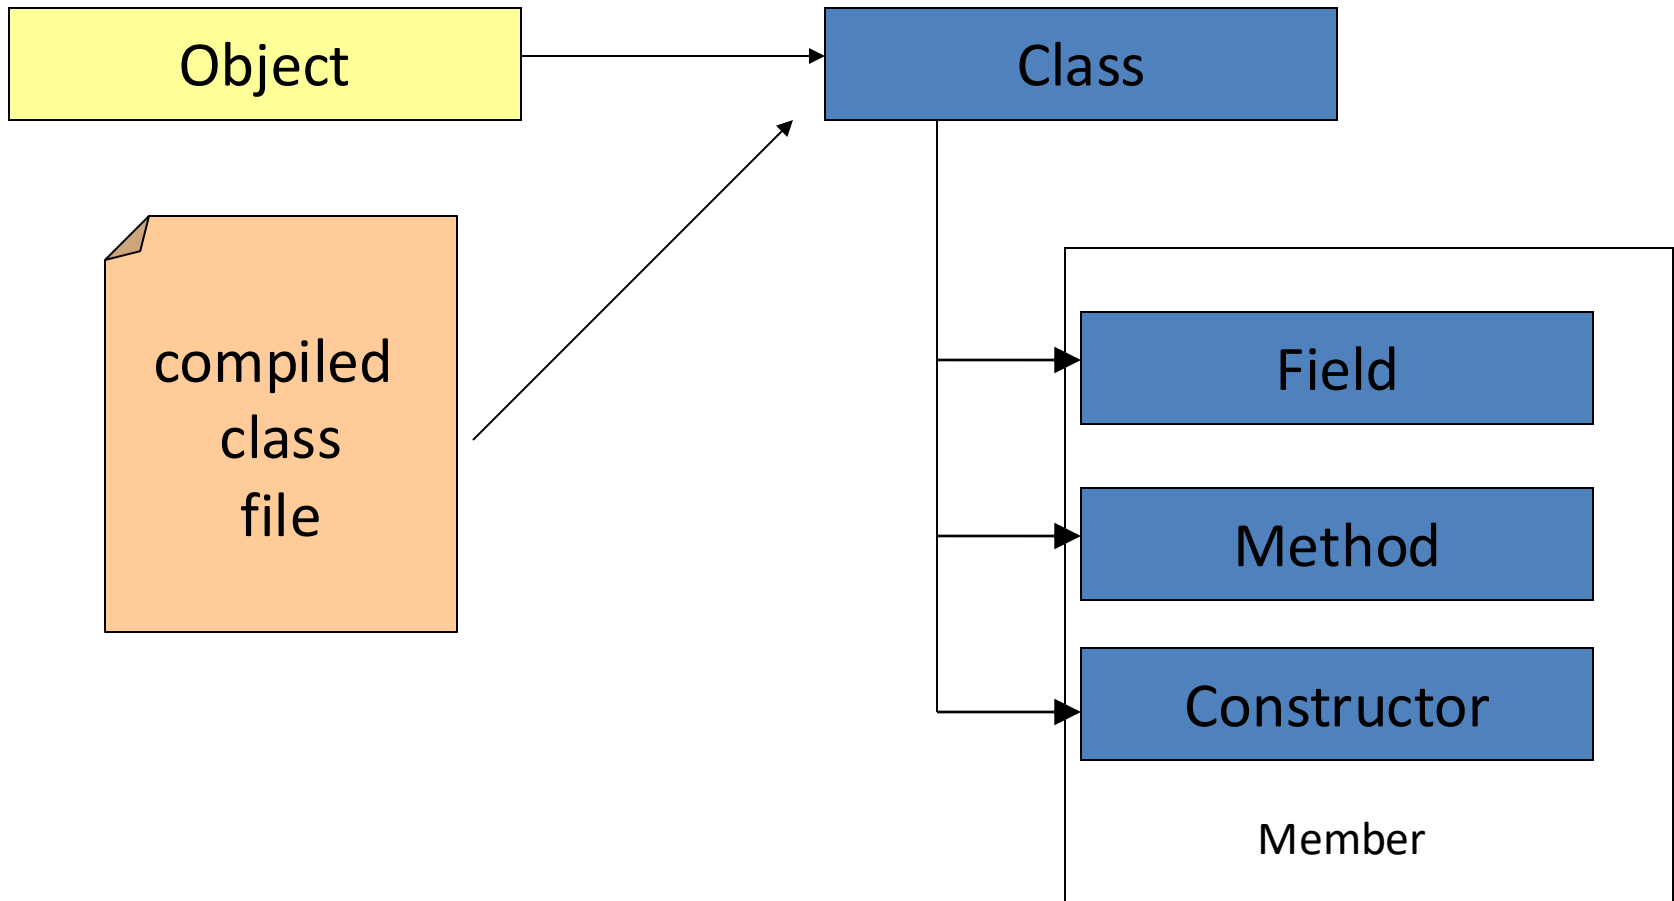 Object
Class
compiled
class
file
Field
Method
Constructor
Member